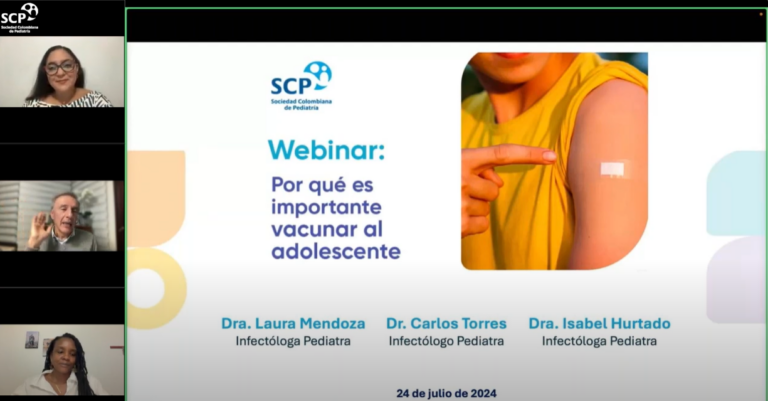 SCP
Sociedad Colombiana
de Pediatría
SCP
Sociedad Colombiana
de Pediatría
Webinar:
Por qué es
importante
vacunar al
adolescente
Dra. Laura Mendoza
Infectóloga Pediatra
Dr. Carlos Torres
Infectólogo Pediatra
Dra. Isabel Hurtado
Infectóloga Pediatra
24 de julio de 2024